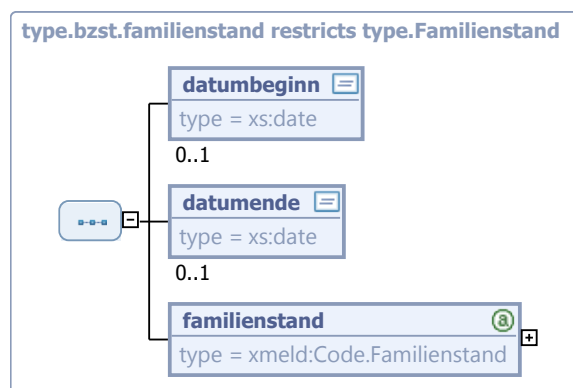 type.bzst.familienstand restricts type.Familienstand
datumbeginn
type = xs:date
0..1
datumende
type = xs:date
0..1
familienstand
type = xmeld:Code.Familienstand